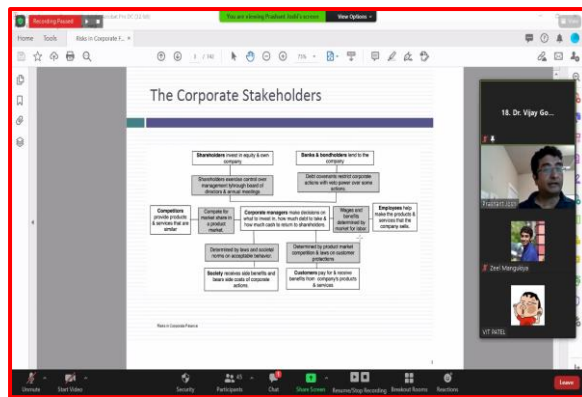 Recording Paused
You are viewing Prashant Joshi's screen
View Options
Home Tools Risks in Corporate F... ×
1 / 40
71%
The Corporate Stakeholders
Shareholders invest in equity & own
company
Banks & bondholders lend to the
company
Shareholders exercise control over
management through board of
directors & annual meetings
Debt covenants restrict corporate
actions with veto power over some
actions.
Competitors
provide products
& services that are
similar
Compete for
market share in
a product
market.
Corporate managers make decisions on
what to invest in, how much debt to take &
how much cash to return to shareholders.
Wages and
benefits
determined by
market for labor.
Employees help
make the products
& services that the
company sells.
Determined by laws and societal
norms on acceptable behavior.
Determined by product market
competition & laws on customer
protections
Society receives side benefits and
bears side costs of corporate
actions.
Customers pay for & receive
benefits from company's products
& services
Risks in Corporate Finance
18. Dr. Vijay Go...
Zeel Mangukiya
VIT PATEL
Unmute
Start Video
Security
Participants
45
Chat
Share Screen
Resume/Stop Recording
Breakout Rooms
Reactions
Leave